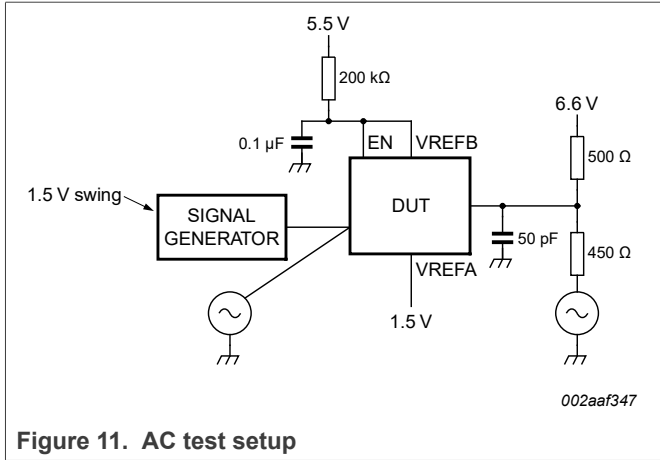 5.5 V
200 kΩ
6.6 V
0.1 µF
EN
VREFB
500 Ω
1.5 V swing
SIGNAL
GENERATOR
DUT
50 pF
450 Ω
VREFA
1.5 V
002aaf347
Figure 11. AC test setup